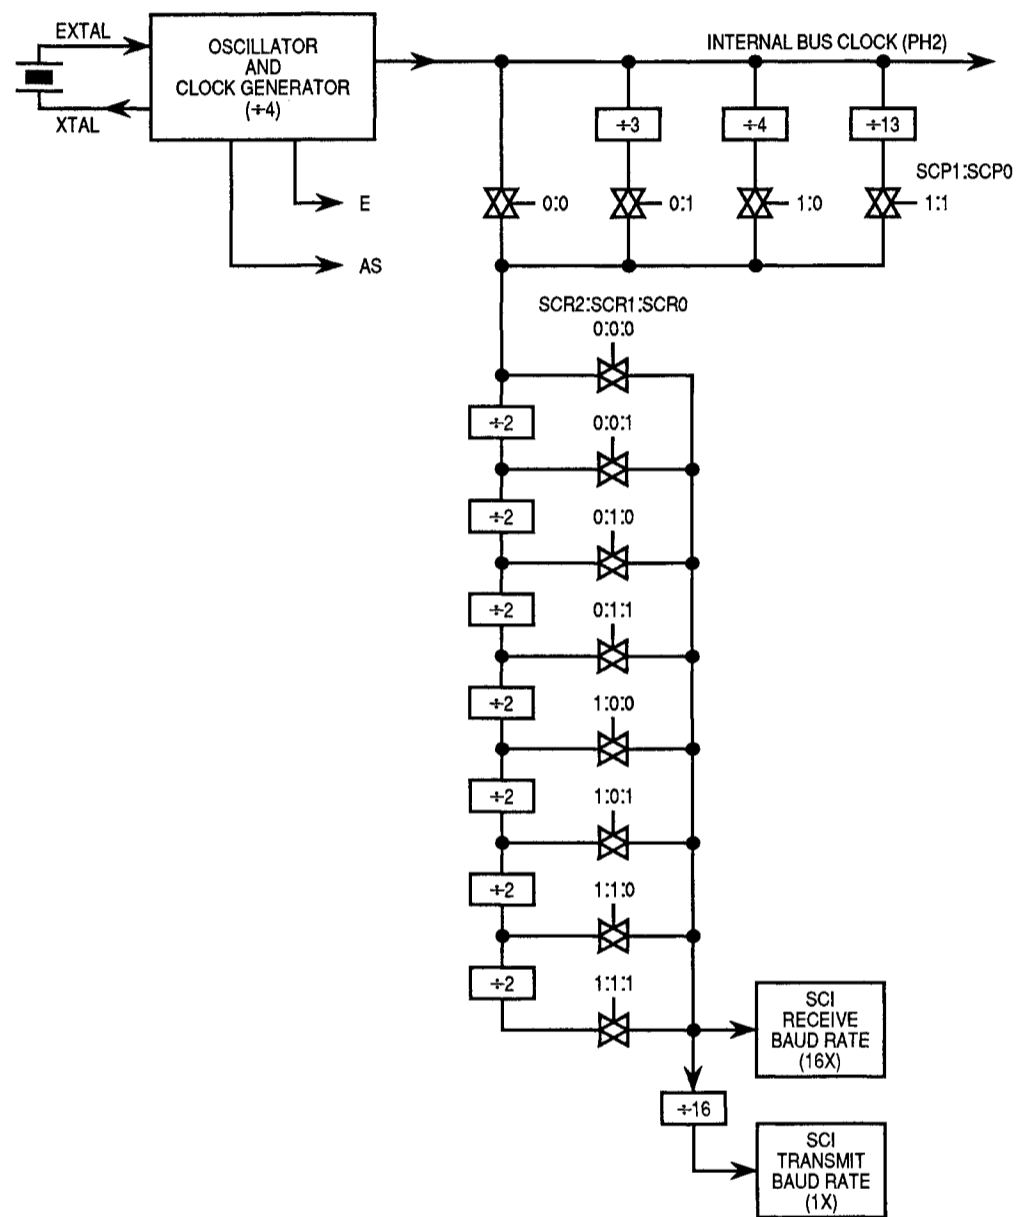 EXTAL
XTAL
OSCILLATOR
AND
CLOCK GENERATOR
(÷4)
INTERNAL BUS CLOCK (PH2)
÷3
÷4
÷13
SCP1:SCP0
0:0
0:1
1:0
1:1
E
AS
SCR2:SCR1:SCR0
0:0:0
÷2
0:0:1
÷2
0:1:0
÷2
0:1:1
÷2
1:0:0
÷2
1:0:1
÷2
1:1:0
÷2
1:1:1
SCI
RECEIVE
BAUD RATE
(16X)
÷16
SCI
TRANSMIT
BAUD RATE
(1X)